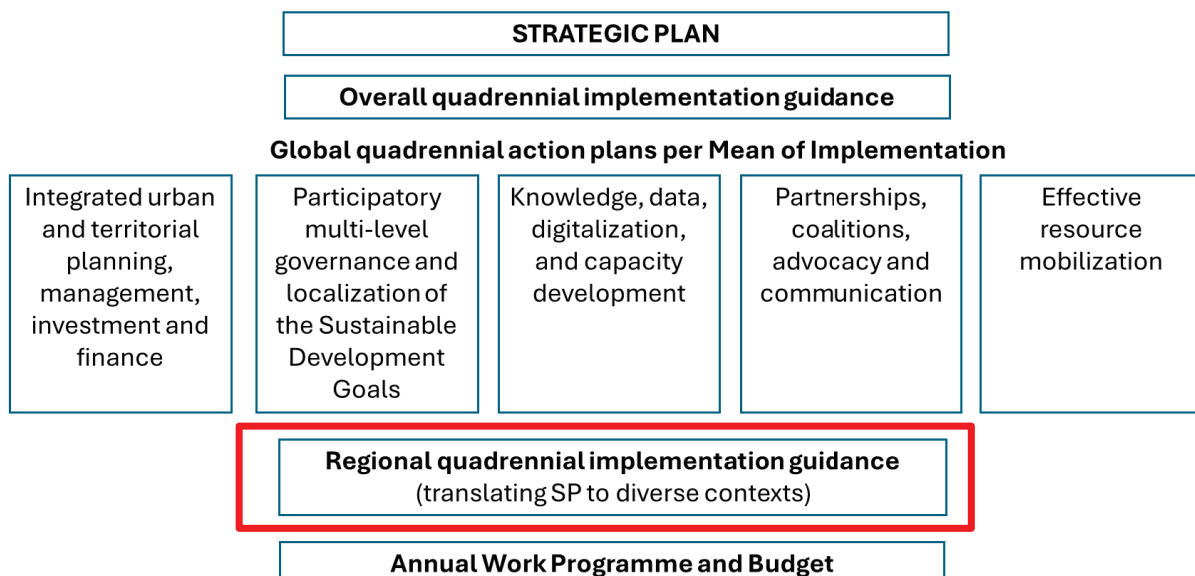 STRATEGIC PLAN
Overall quadrennial implementation guidance
Global quadrennial action plans per Mean of Implementation
Integrated urban
and territorial
planning,
management,
investment and
finance
Participatory
multi-level
governance and
localization of
the Sustainable
Development
Goals
Knowledge, data,
digitalization,
and capacity
development
Partnerships,
coalitions,
advocacy and
communication
Effective
resource
mobilization
Regional quadrennial implementation guidance
(translating SP to diverse contexts)
Annual Work Programme and Budget